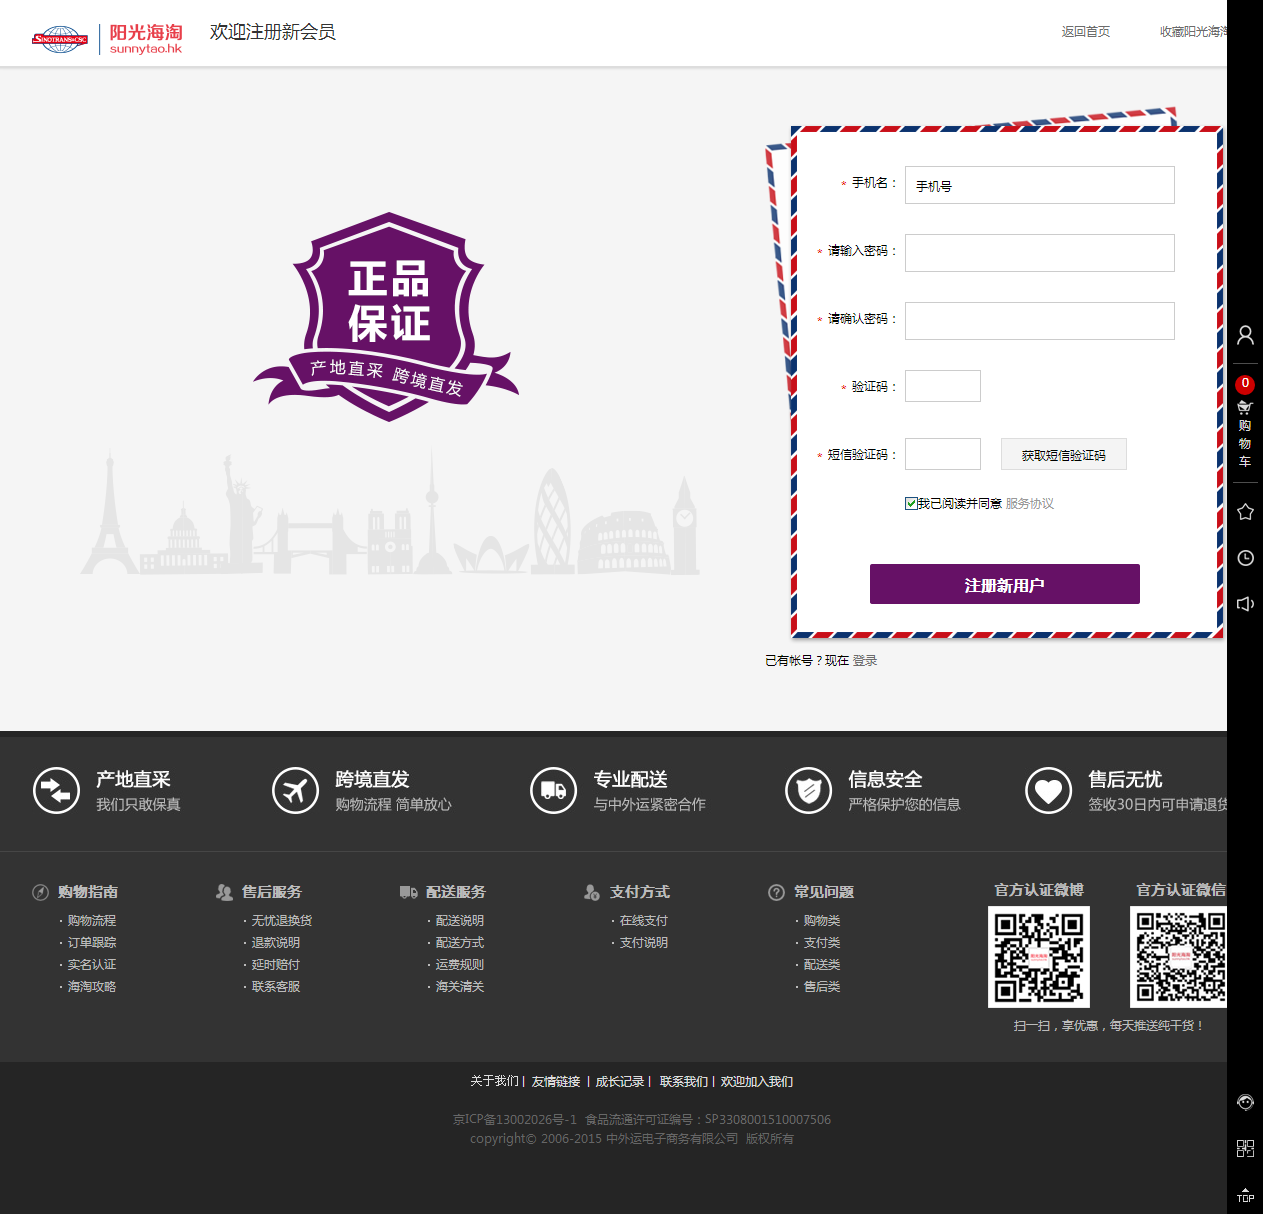 SINOTRANS&CSC
阳光海淘
sunnytao.hk
欢迎注册新会员
返回首页
收藏阳光海淘
* 手机名：
手机号
* 请输入密码：
* 请确认密码：
* 验证码：
* 短信验证码：
获取短信验证码
我已阅读并同意 服务协议
注册新用户
已有帐号？现在 登录
正品
保证
产地直采 跨境直发
0
购
物
车
产地直采
我们只敢保真
跨境直发
购物流程 简单放心
专业配送
与中外运紧密合作
信息安全
严格保护您的信息
售后无忧
签收30日内可申请退货
购物指南
· 购物流程
· 订单跟踪
· 实名认证
· 海淘攻略
售后服务
· 无忧退换货
· 退款说明
· 延时赔付
· 联系客服
配送服务
· 配送说明
· 配送方式
· 运费规则
· 海关清关
支付方式
· 在线支付
· 支付说明
常见问题
· 购物类
· 支付类
· 配送类
· 售后类
官方认证微博
官方认证微信
阳光海淘
阳光海淘
扫一扫，享优惠，每天推送纯干货！
关于我们 | 友情链接 | 成长记录 | 联系我们 | 欢迎加入我们
京ICP备13002026号-1 食品流通许可证编号：SP3308001510007506
copyright© 2006-2015 中外运电子商务有限公司 版权所有
TOP